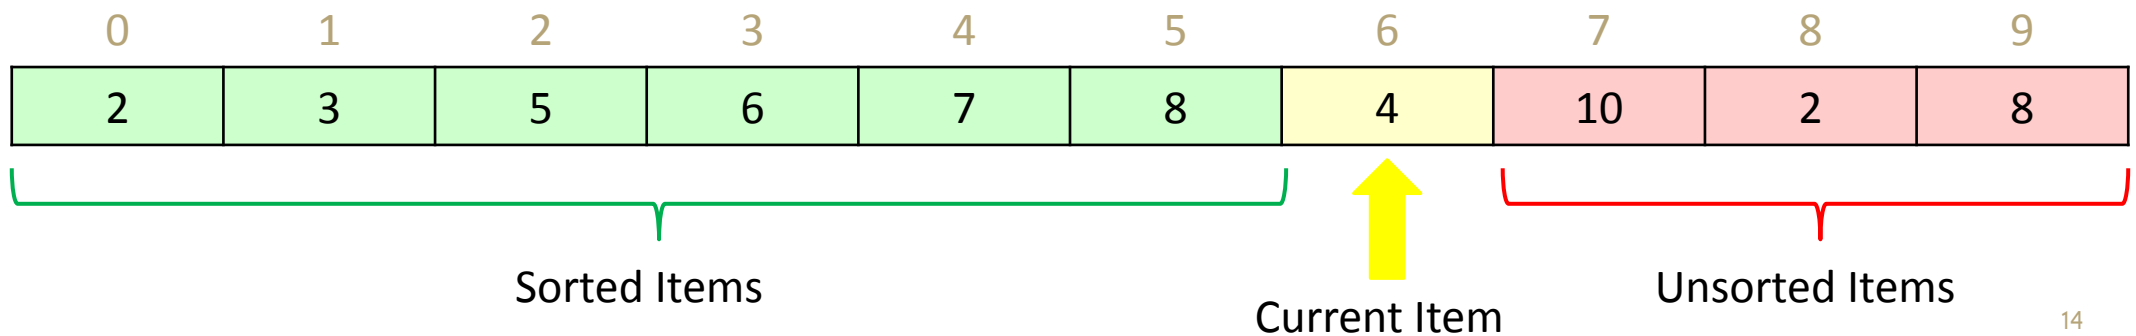 0 1 2 3 4 5 6 7 8 9
2 3 5 6 7 8 4 10 2 8
Sorted Items
Current Item
Unsorted Items
14